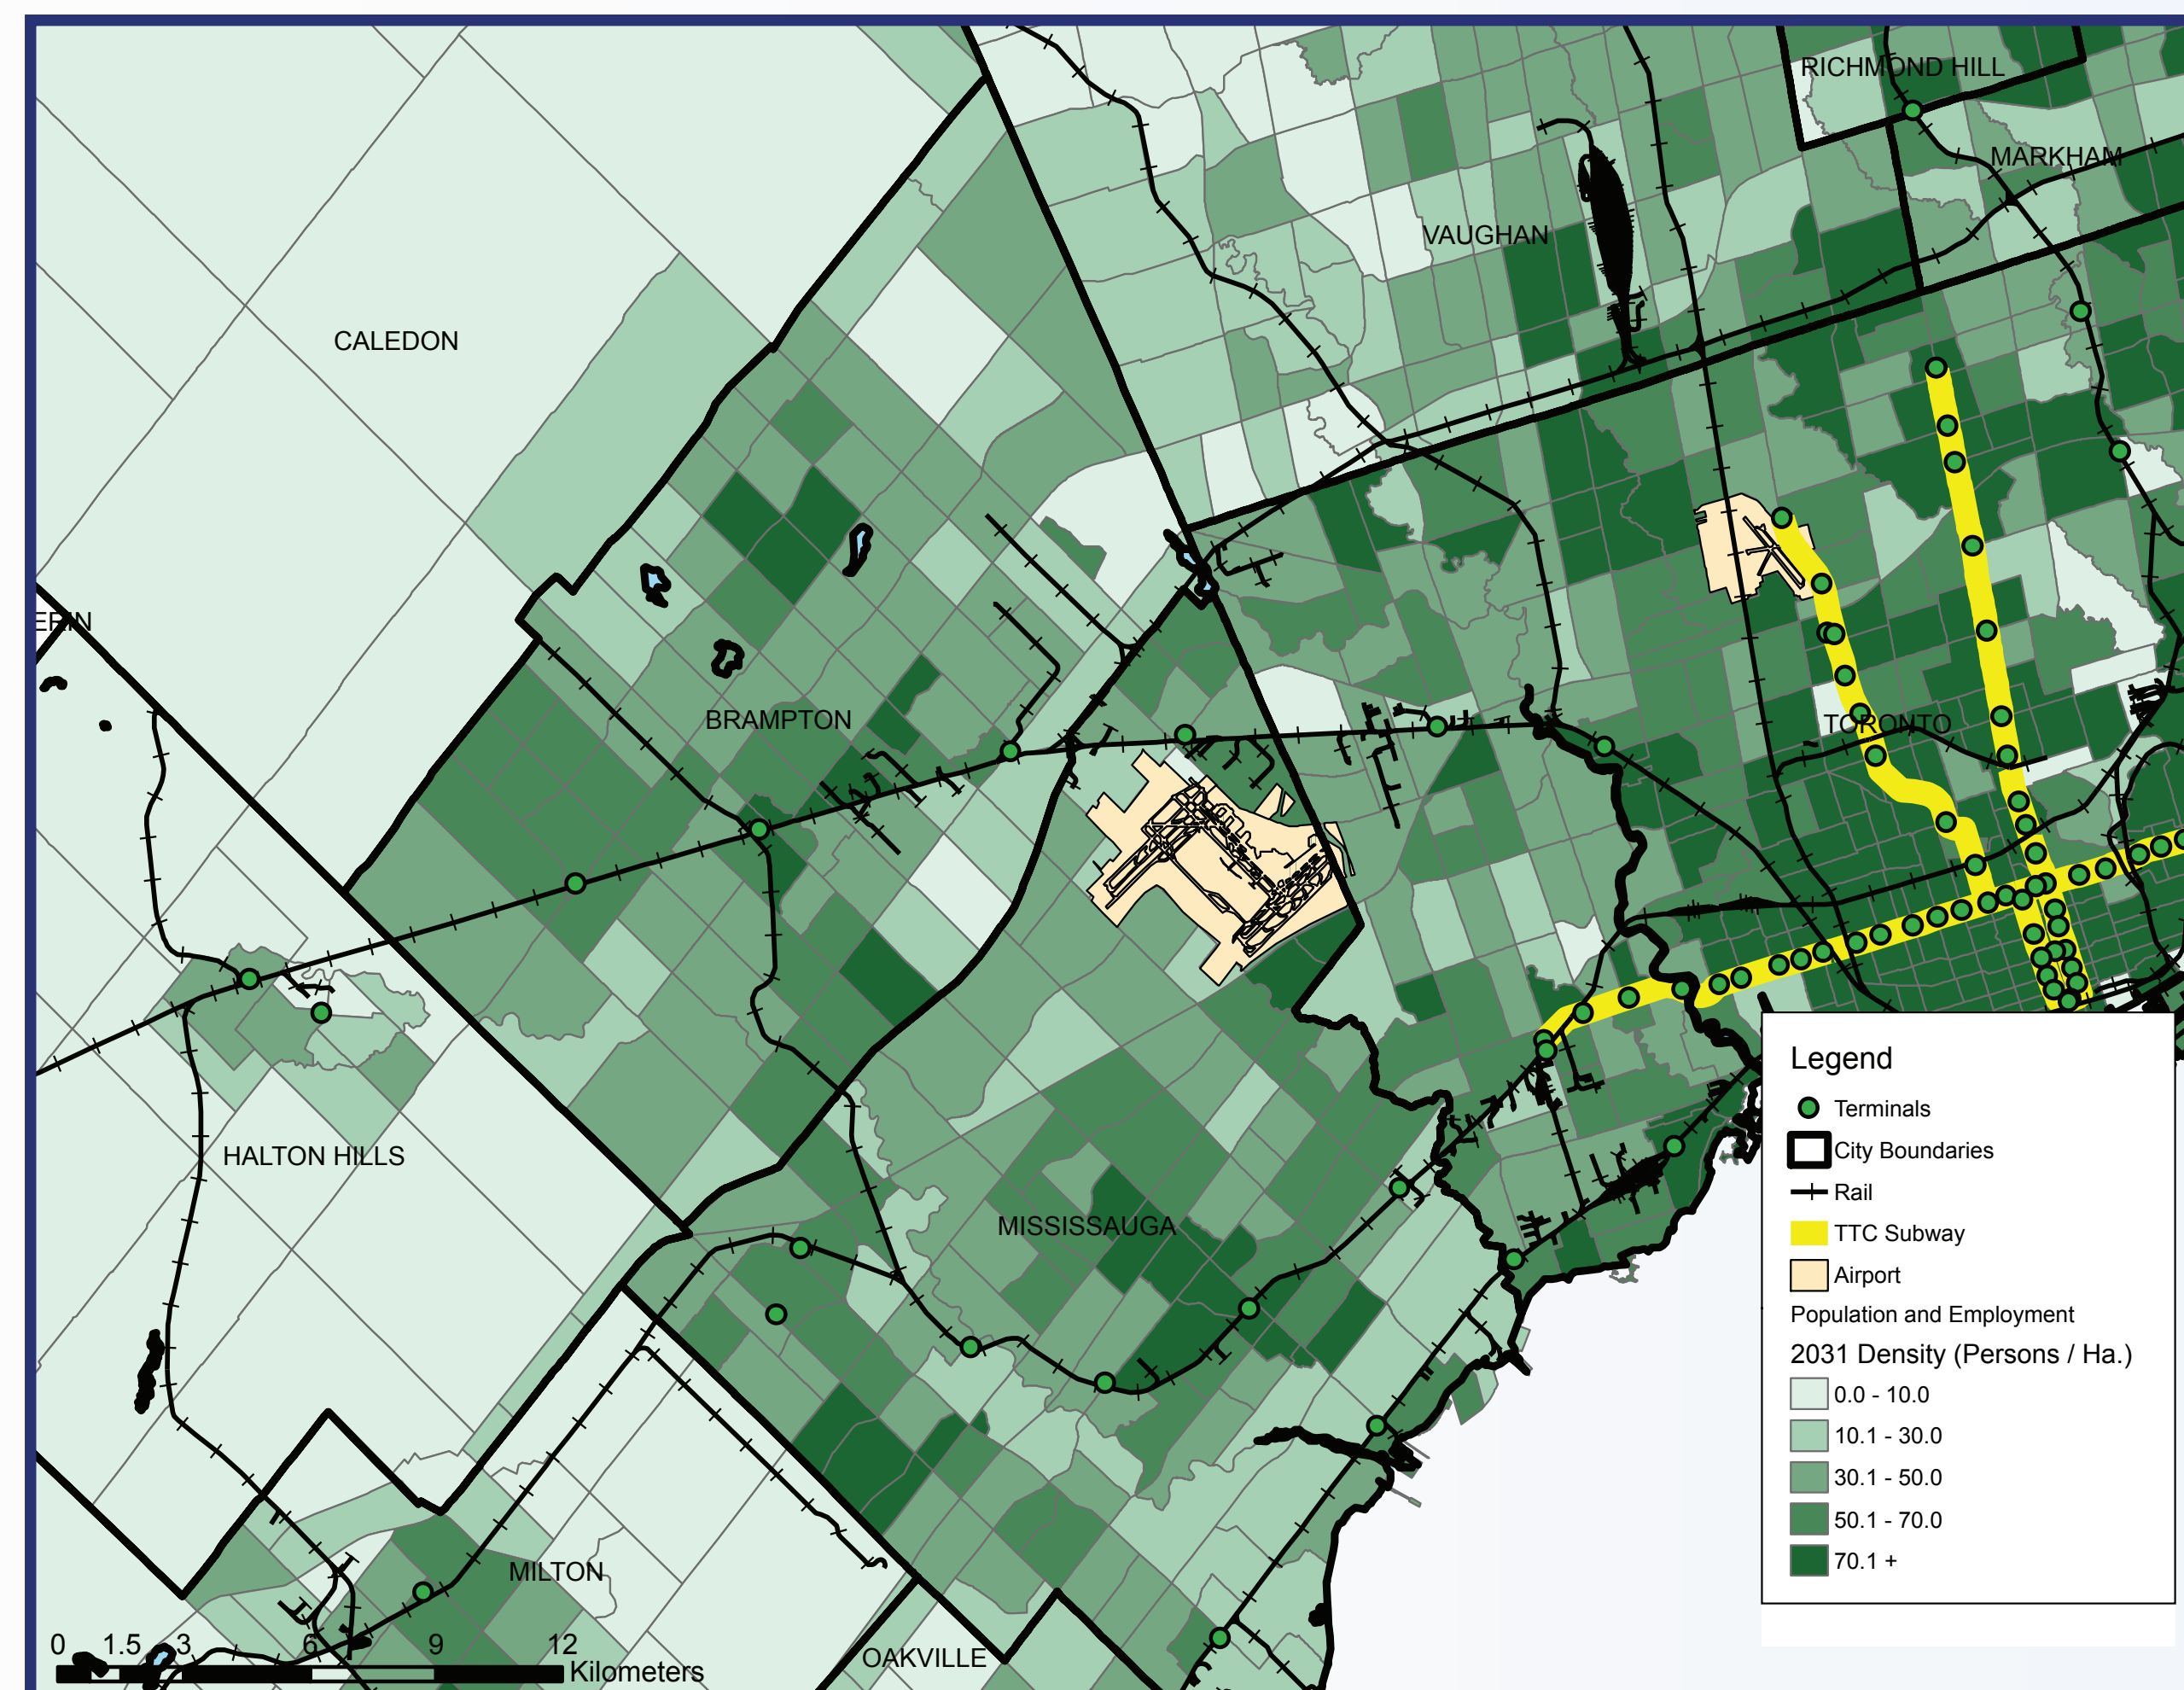 RICHMOND HILL
MARKHAM
VAUGHAN
CALEDON
ERIN
BRAMPTON
TORONTO
HALTON HILLS
MISSISSAUGA
MILTON
OAKVILLE
0 1.5 3 6 9 12
Kilometers
Legend
Terminals
City Boundaries
Rail
TTC Subway
Airport
Population and Employment
2031 Density (Persons / Ha.)
0.0 - 10.0
10.1 - 30.0
30.1 - 50.0
50.1 - 70.0
70.1 +